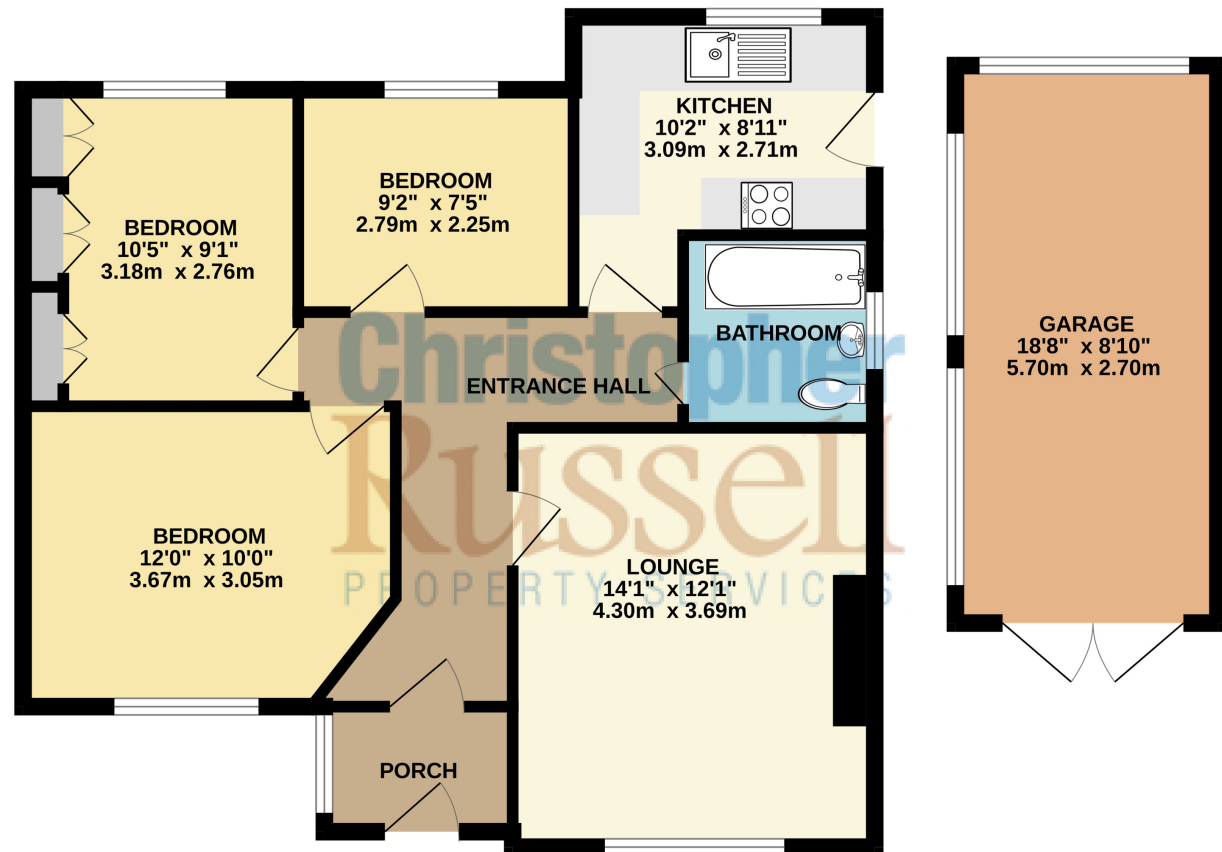 KITCHEN
10'2" x 8'11"
3.09m x 2.71m
BEDROOM
9'2" x 7'5"
2.79m x 2.25m
BEDROOM
10'5" x 9'1"
3.18m x 2.76m
BATHROOM
GARAGE
18'8" x 8'10"
5.70m x 2.70m
ENTRANCE HALL
Christopher
Russell
PROPERTY SERVICES
BEDROOM
12'0" x 10'0"
3.67m x 3.05m
LOUNGE
14'1" x 12'1"
4.30m x 3.69m
PORCH